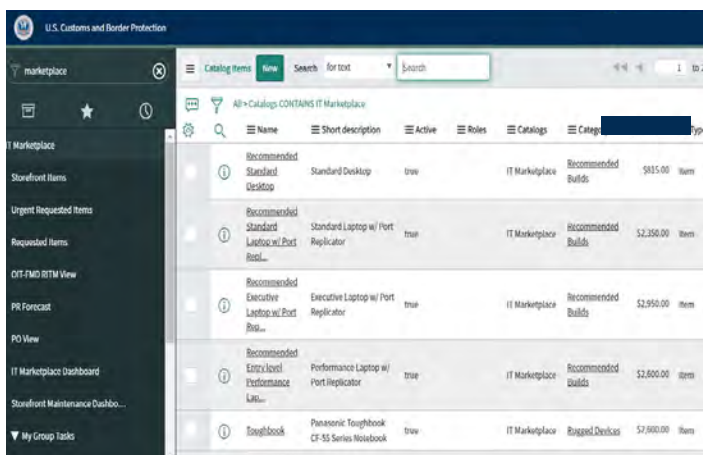 U.S. Customs and Border Protection
marketplace
Catalog Items New Search for text Search 1 to 2
All>Catalogs CONTAINS IT Marketplace
Name Short description Active Roles Catalogs Catego Typ
IT Marketplace
Storefront Items
Urgent Requested Items
Requested Items
OIT-FMD RITM View
PR Forecast
PO View
IT Marketplace Dashboard
Storefront Maintenance Dashbo...
My Group Tasks
Recommended
Standard
Desktop
Standard Desktop
true
IT Marketplace
Recommended
Builds
$815.00
Item
Recommended
Standard
Laptop w/ Port
Repl...
Standard Laptop w/ Port
Replicator
true
IT Marketplace
Recommended
Builds
$2,350.00
Item
Recommended
Executive
Laptop w/ Port
Rep...
Executive Laptop w/ Port
Replicator
true
IT Marketplace
Recommended
Builds
$2,950.00
Item
Recommended
Entry level
Performance
Lap...
Performance Laptop w/
Port Replicator
true
IT Marketplace
Recommended
Builds
$2,600.00
Item
Toughbook
Panasonic Toughbook
CF-55 Series Notebook
true
IT Marketplace
Rugged Devices
$7,600.00
Item